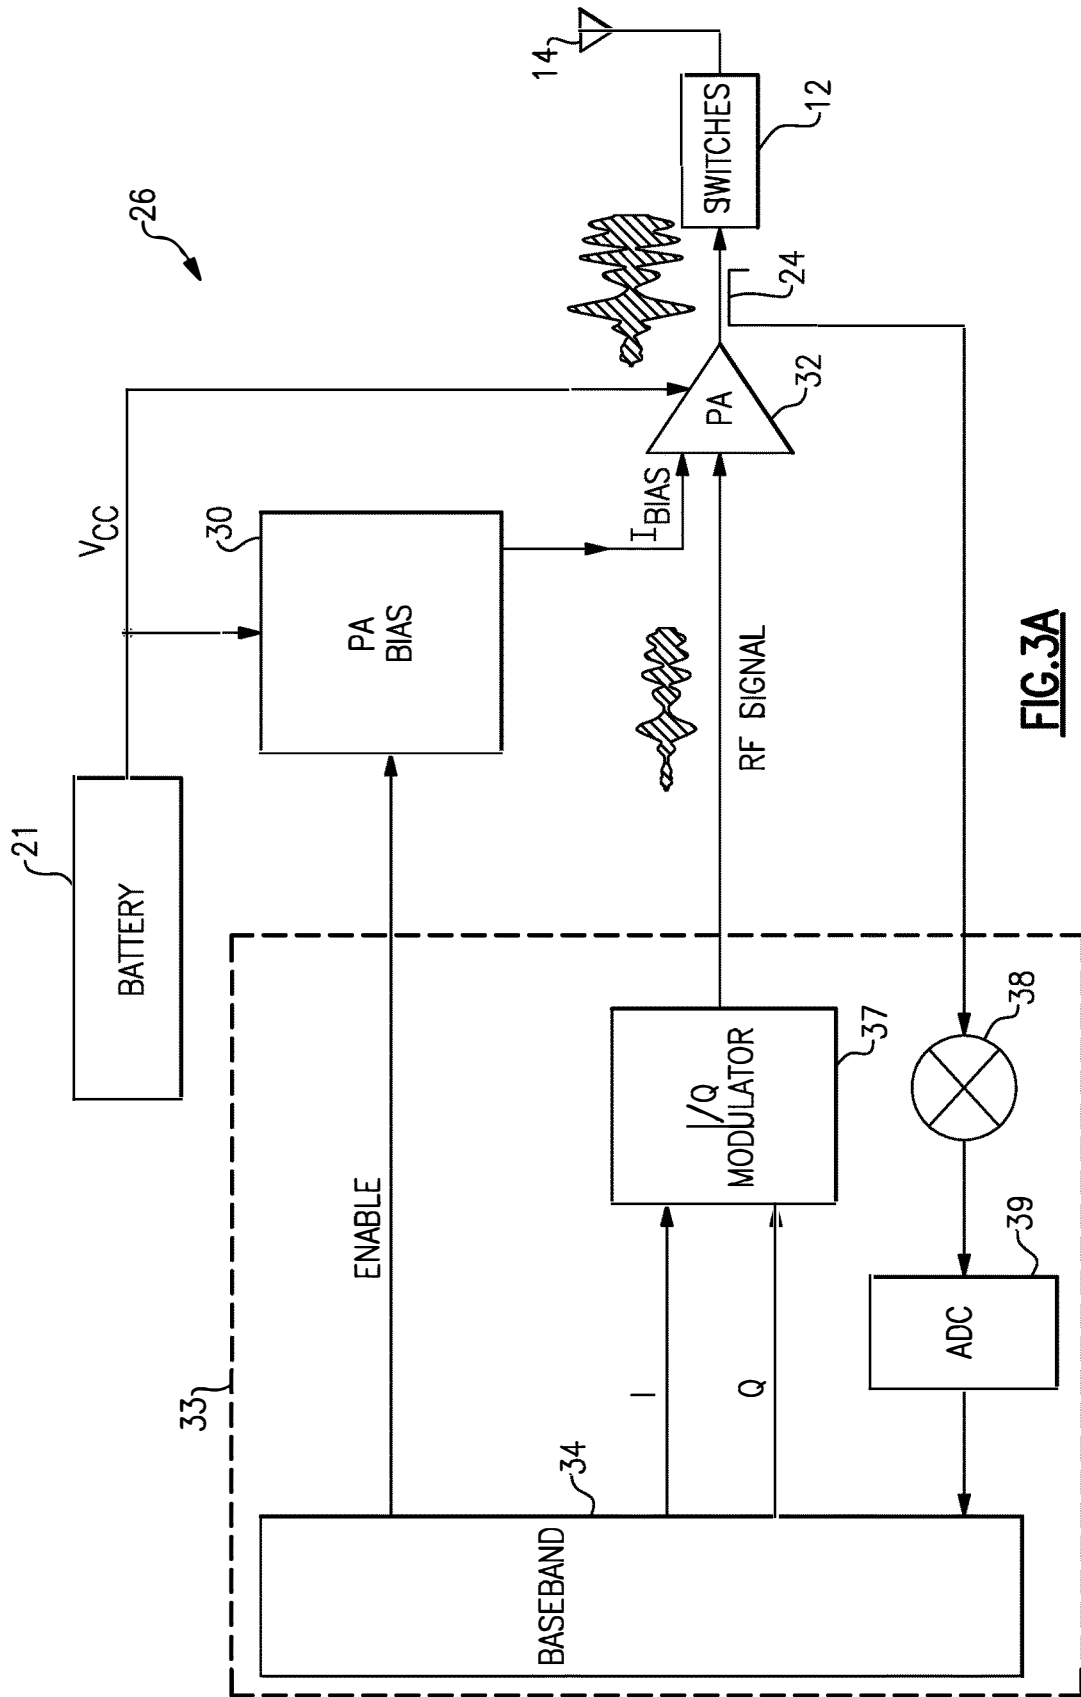 26
21
BATTERY
VCC
30
PA
BIAS
14
SWITCHES
12
24
PA
32
IBIAS
RF SIGNAL
ENABLE
33
34
BASEBAND
I
Q
I/Q
MODULATOR
37
38
39
ADC
FIG.3A